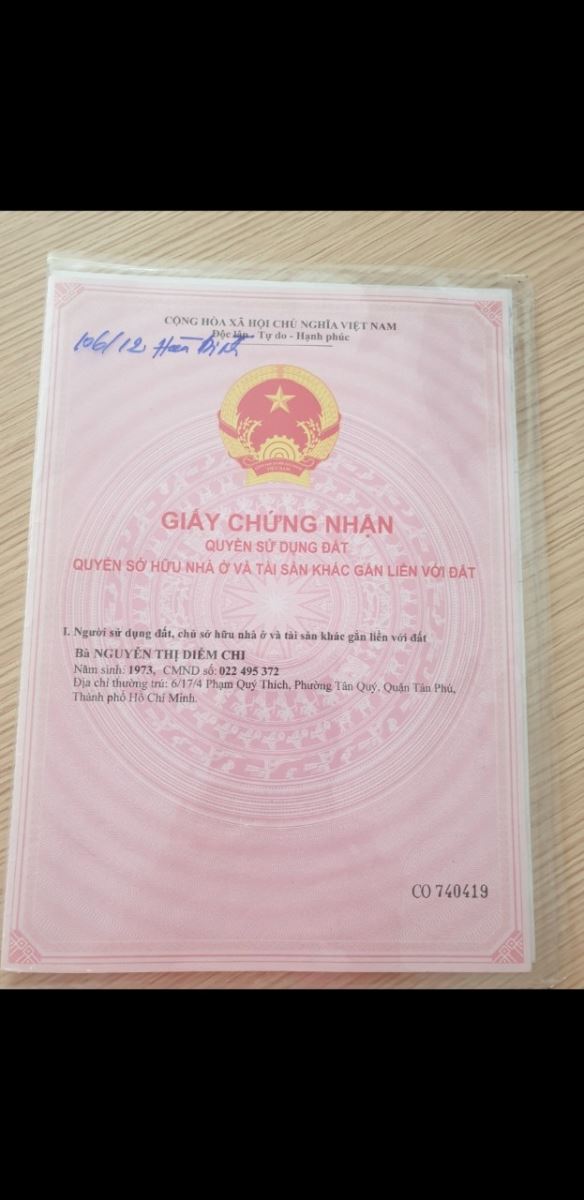 CỘNG HÒA XÃ HỘI CHỦ NGHĨA VIỆT NAM
Độc lập - Tự do - Hạnh phúc
106/12
GIẤY CHỨNG NHẬN
QUYỀN SỬ DỤNG ĐẤT
QUYỀN SỞ HỮU NHÀ Ở VÀ TÀI SẢN KHÁC GẮN LIỀN VỚI ĐẤT
I. Người sử dụng đất, chủ sở hữu nhà ở và tài sản khác gắn liền với đất
Bà NGUYỄN THỊ DIỄM CHI
Năm sinh: 1973, CMND số: 022 495 372
Địa chỉ thường trú: 6/17/4 Phạm Quý Thích, Phường Tân Quý, Quận Tân Phú,
Thành phố Hồ Chí Minh.
CO 740419